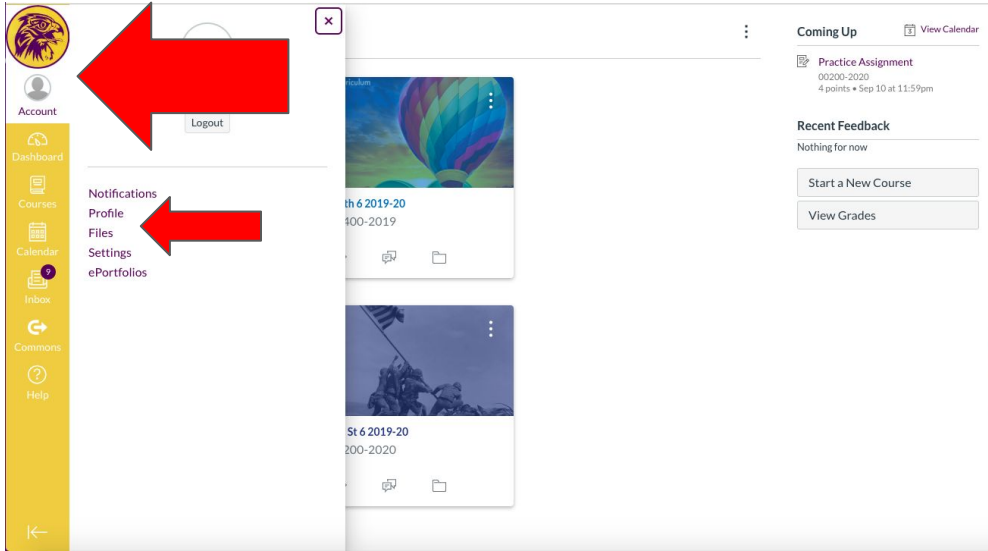 Account
Dashboard
Courses
Calendar
9
Inbox
Commons
Help
×
Logout
Notifications
Profile
Files
Settings
ePortfolios
riculum
th 6 2019-20
400-2019
St 6 2019-20
200-2020
Coming Up
View Calendar
Practice Assignment
00200-2020
4 points • Sep 10 at 11:59pm
Recent Feedback
Nothing for now
Start a New Course
View Grades